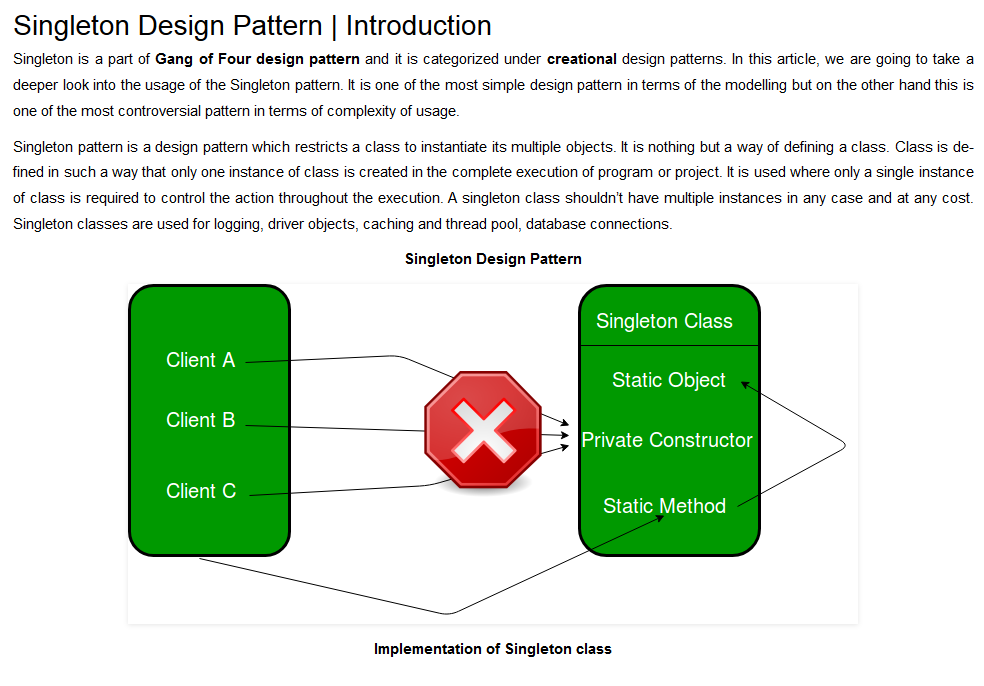 Singleton Design Pattern | Introduction
Singleton is a part of Gang of Four design pattern and it is categorized under creational design patterns. In this article, we are going to take a
deeper look into the usage of the Singleton pattern. It is one of the most simple design pattern in terms of the modelling but on the other hand this is
one of the most controversial pattern in terms of complexity of usage.
Singleton pattern is a design pattern which restricts a class to instantiate its multiple objects. It is nothing but a way of defining a class. Class is de-
fined in such a way that only one instance of class is created in the complete execution of program or project. It is used where only a single instance
of class is required to control the action throughout the execution. A singleton class shouldn't have multiple instances in any case and at any cost.
Singleton classes are used for logging, driver objects, caching and thread pool, database connections.
Singleton Design Pattern
Client A
Client B
Client C
Singleton Class
Static Object
Private Constructor
Static Method
Implementation of Singleton class